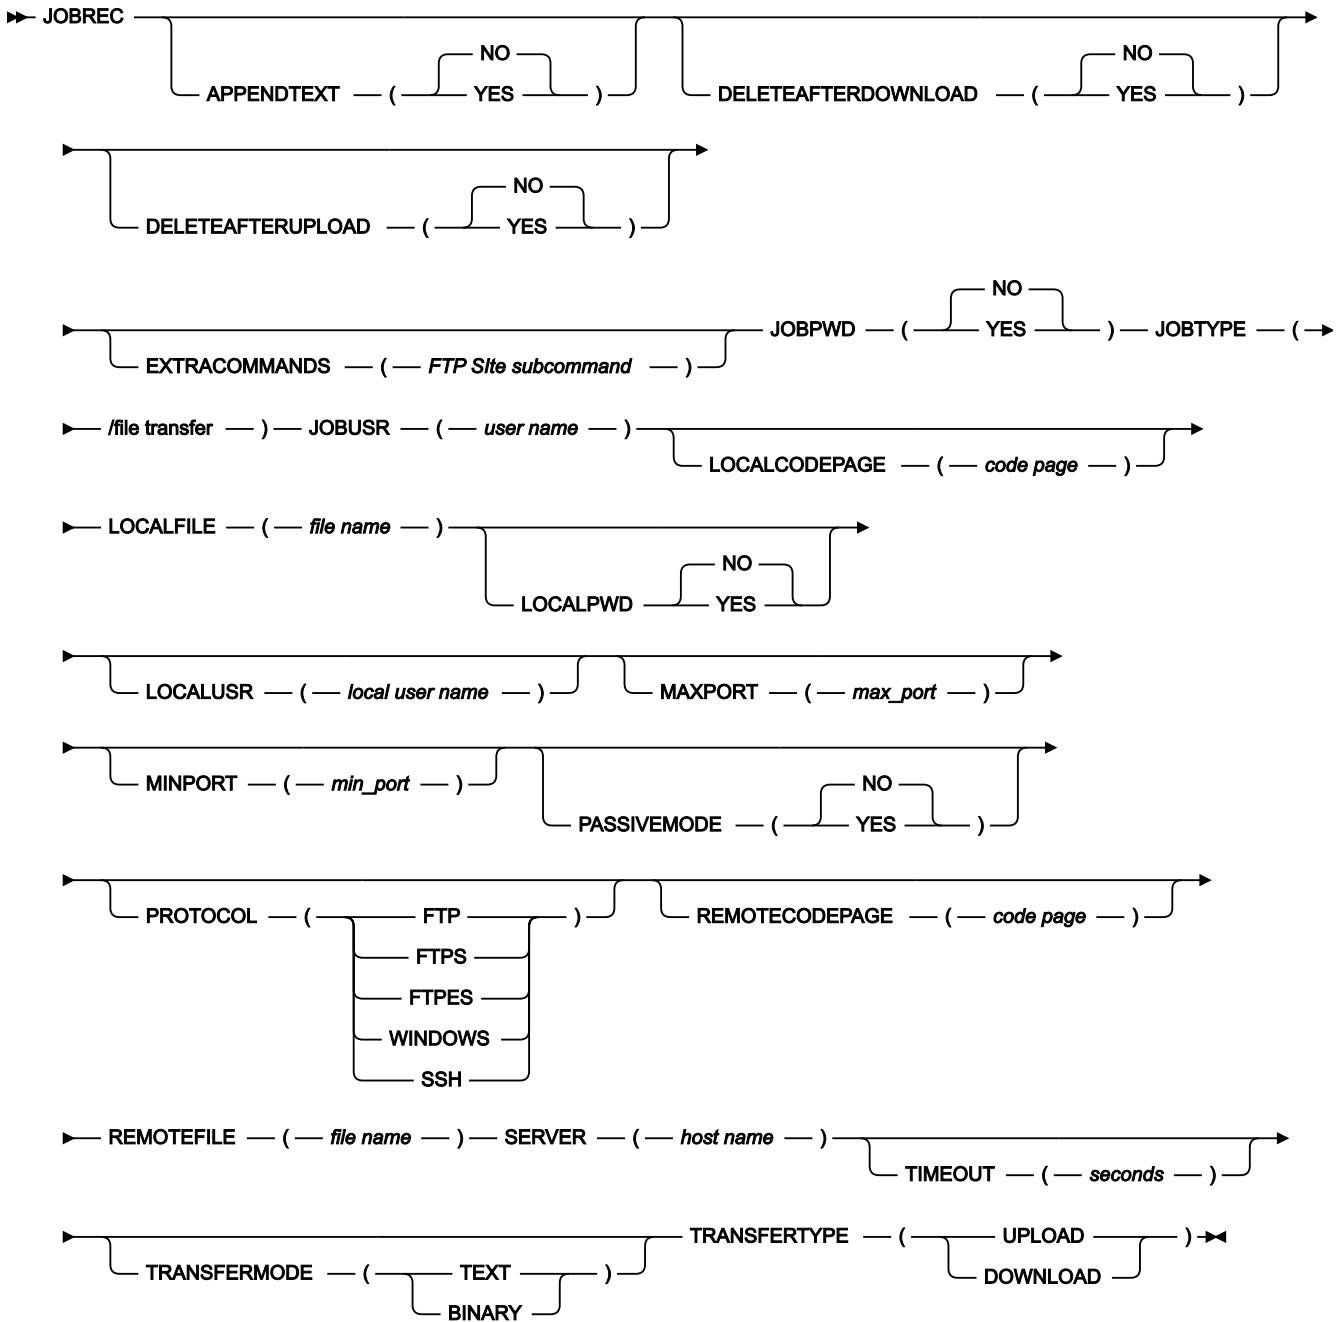 JOBREC
NO NO
APPENDTEXT ( YES ) DELETEAFTERDOWNLOAD ( YES )
NO
DELETEAFTERUPLOAD ( YES )
NO
JOBPWD ( YES ) JOBTYPE (
EXTRACOMMANDS ( FTP SIte subcommand )
/file transfer ) JOBUSR ( user name )
LOCALCODEPAGE ( code page )
LOCALFILE ( file name )
NO
LOCALPWD YES
LOCALUSR ( local user name ) MAXPORT ( max_port )
MINPORT ( min_port ) NO
PASSIVEMODE ( YES )
PROTOCOL ( FTP ) REMOTECODEPAGE ( code page )
FTPS
FTPES
WINDOWS
SSH
REMOTEFILE ( file name ) SERVER ( host name )
TIMEOUT ( seconds )
TRANSFERTYPE ( UPLOAD )
TRANSFERMODE ( TEXT ) DOWNLOAD
BINARY